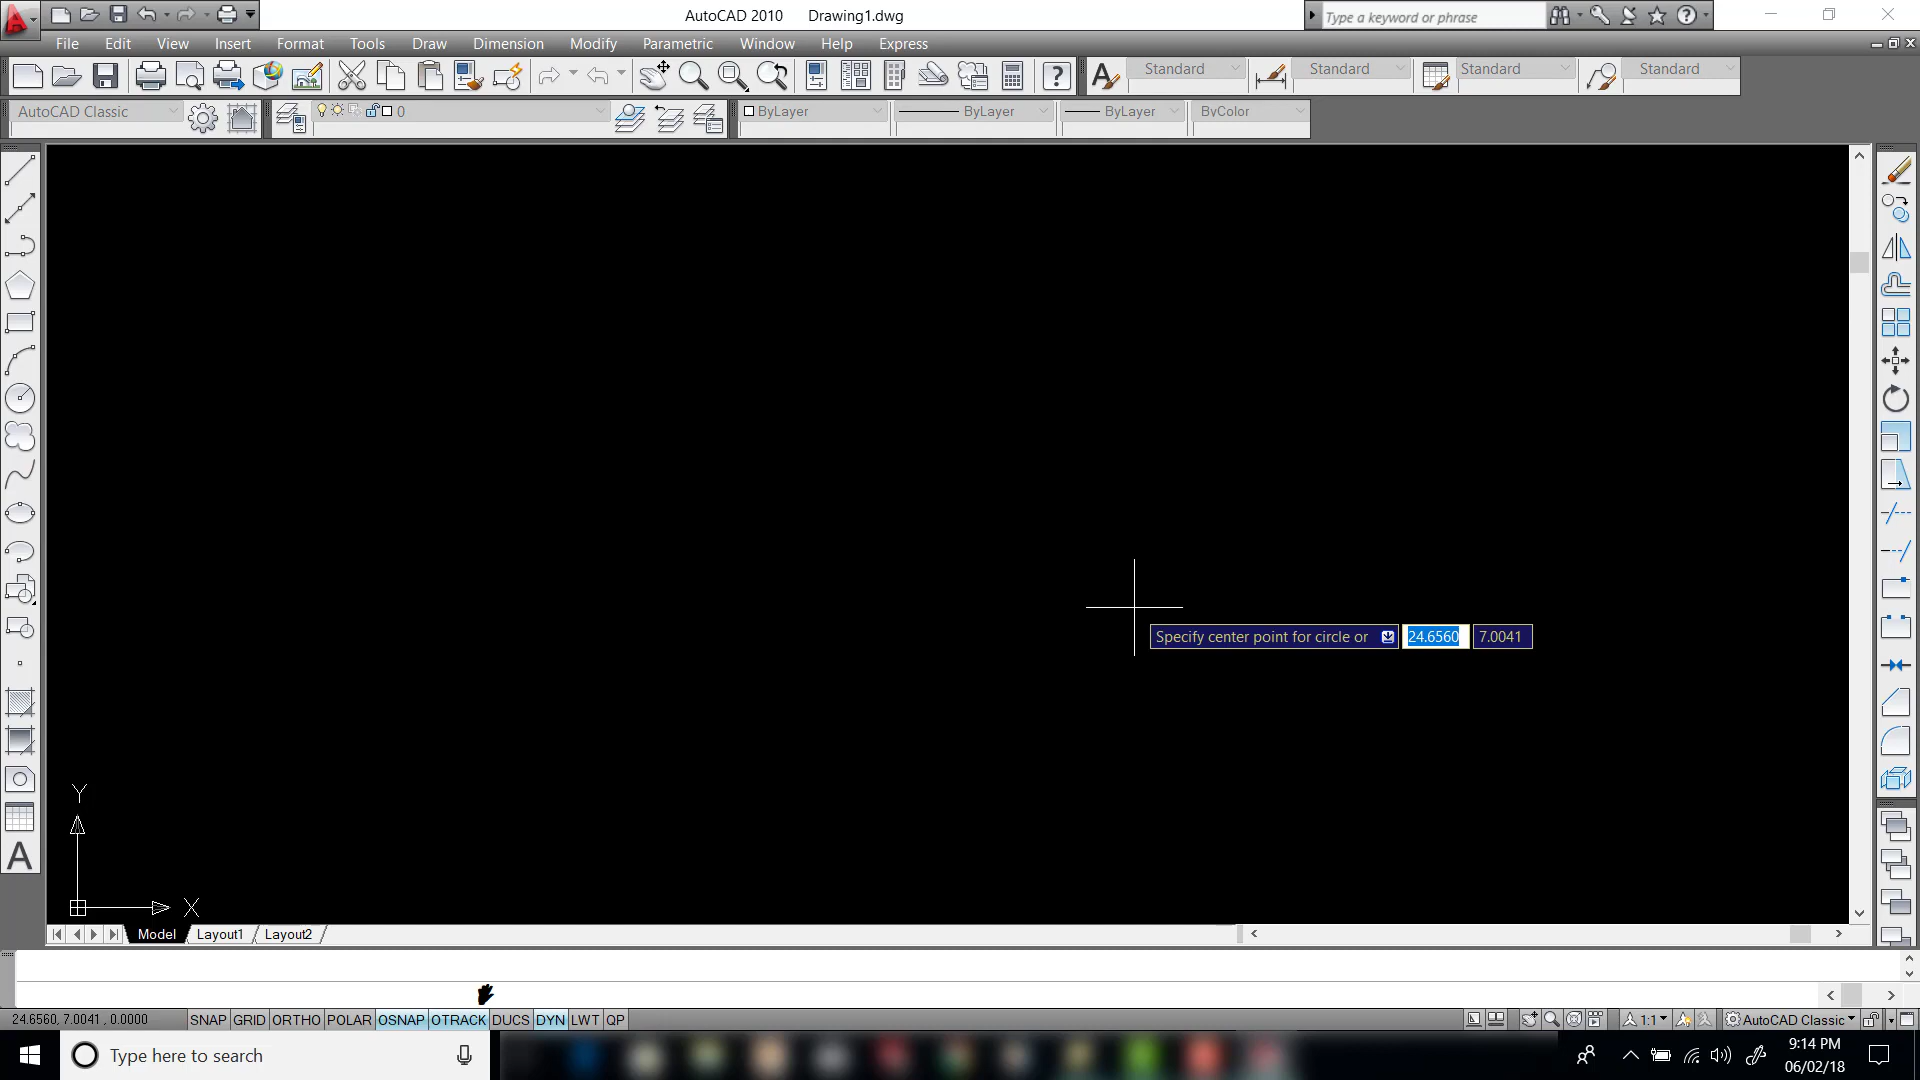 AutoCAD 2010 Drawing1.dwg
Type a keyword or phrase
File Edit View Insert Format Tools Draw Dimension Modify Parametric Window Help Express
Standard Standard Standard Standard
AutoCAD Classic 0 ByLayer ByLayer ByLayer ByColor
Specify center point for circle or 24.6560 7.0041
Y
X
A
Model Layout1 Layout2
24.6560, 7.0041 , 0.0000 SNAP GRID ORTHO POLAR OSNAP OTRACK DUCS DYN LWT QP 1:1 AutoCAD Classic
Type here to search
9:14 PM
06/02/18